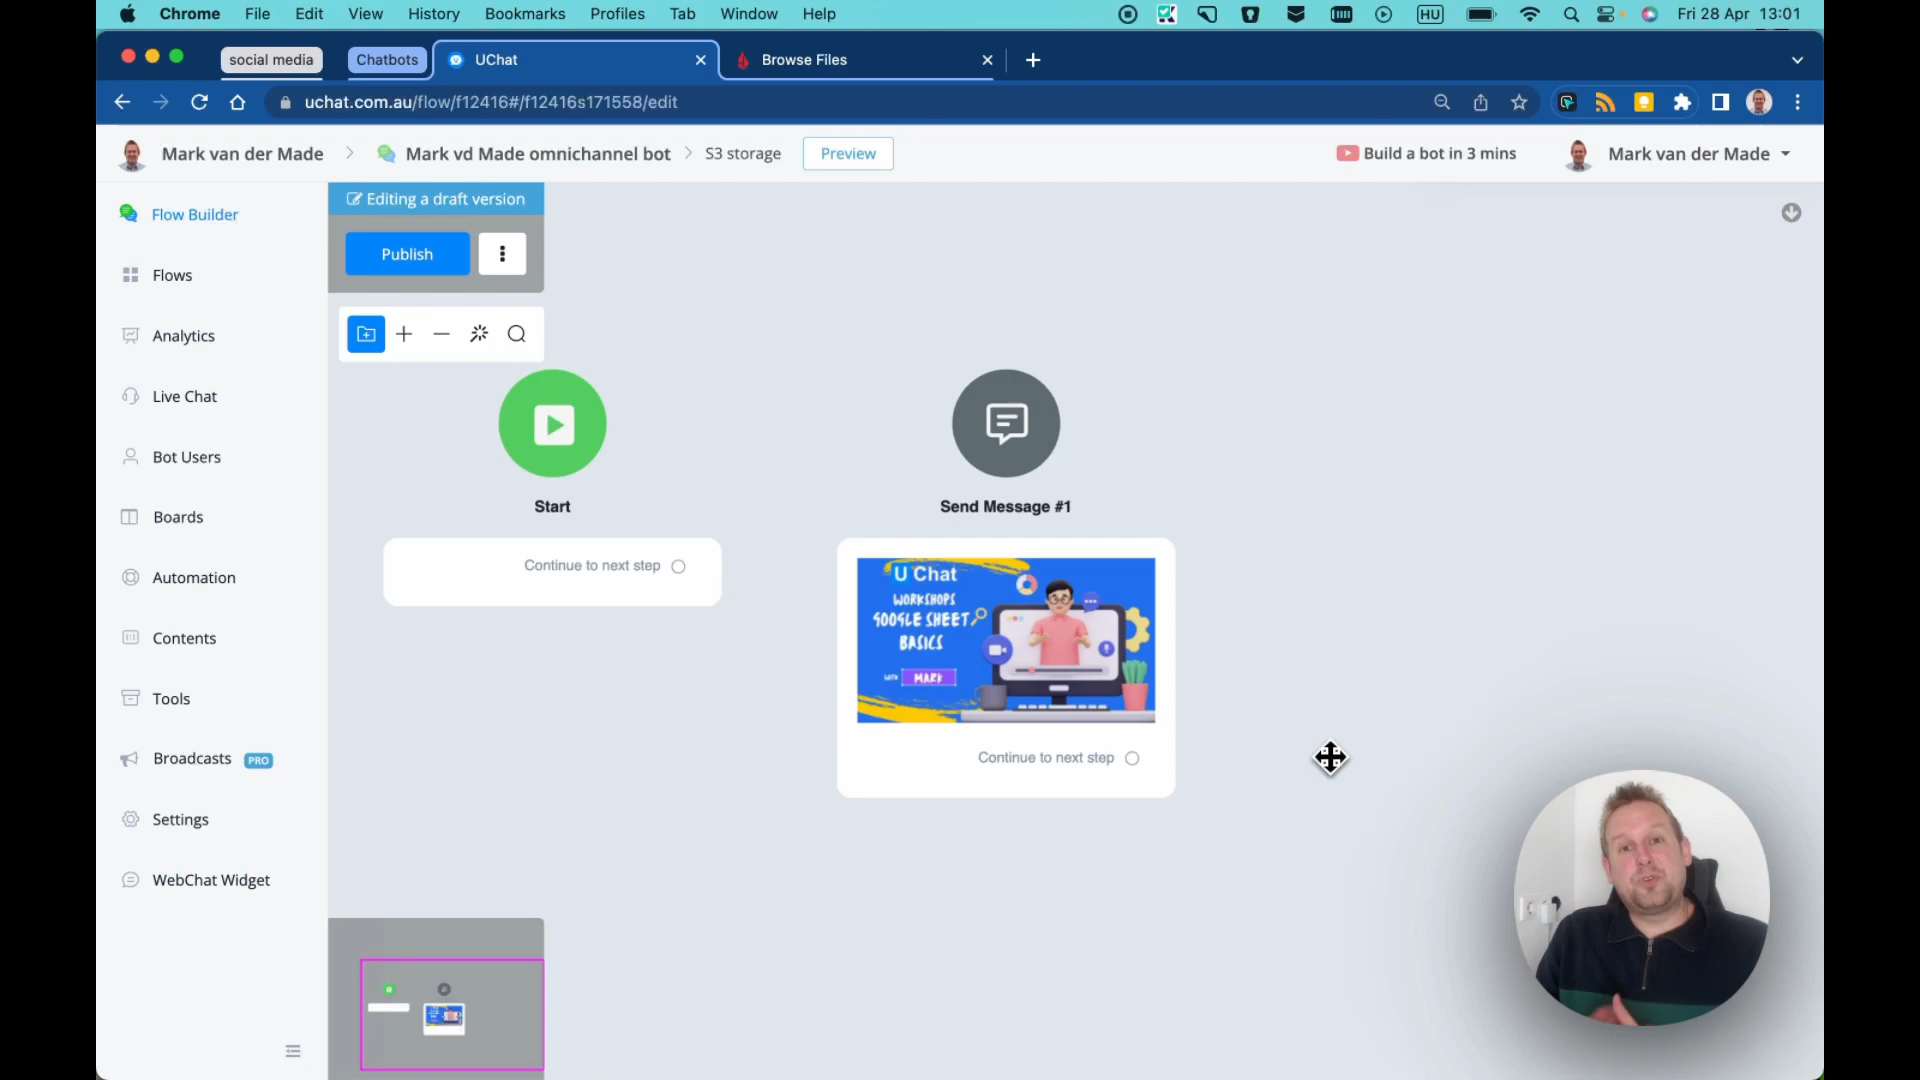 Chrome File Edit View History Bookmarks Profiles Tab Window Help HU Fri 28 Apr 13:01
social media Chatbots UChat Browse Files
uchat.com.au/flow/f12416#/f12416s171558/edit
Mark van der Made Mark vd Made omnichannel bot S3 storage Preview Build a bot in 3 mins Mark van der Made
Editing a draft version
Publish
Flow Builder
Flows
Analytics
Live Chat
Bot Users
Boards
Automation
Contents
Tools
Broadcasts PRO
Settings
WebChat Widget
Start
Continue to next step
Send Message #1
U Chat
WORKSHOPS
GOOGLE SHEET
BASICS
WITH MARK
Continue to next step